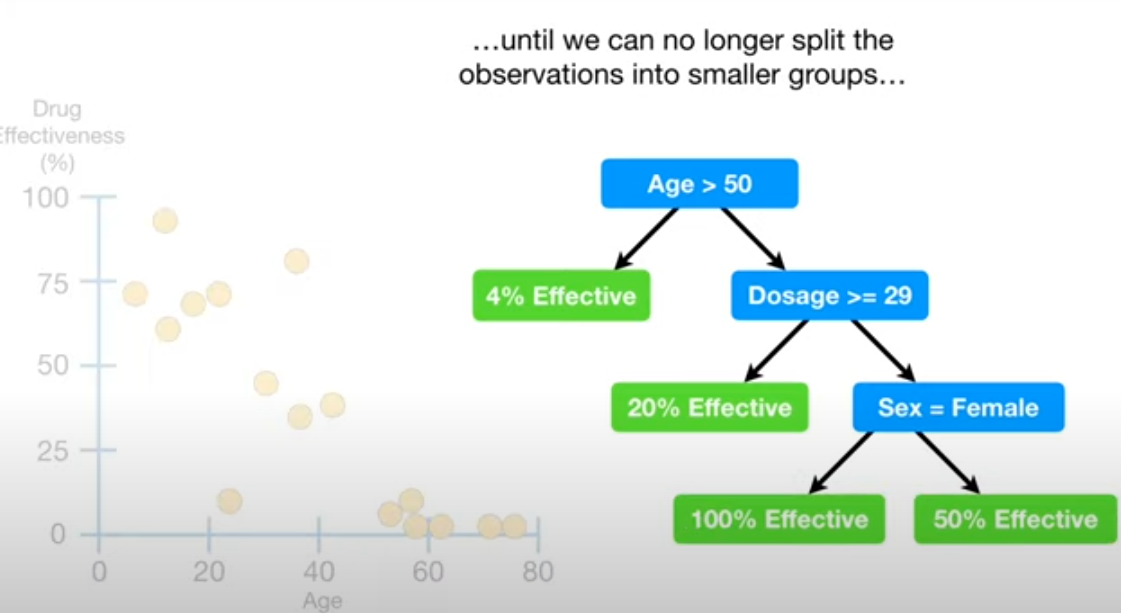 …until we can no longer split the
observations into smaller groups…
Drug
Effectiveness
(%)
100
75
50
25
0
0 20 40 60 80
Age
Age > 50
4% Effective
Dosage >= 29
20% Effective
Sex = Female
100% Effective
50% Effective